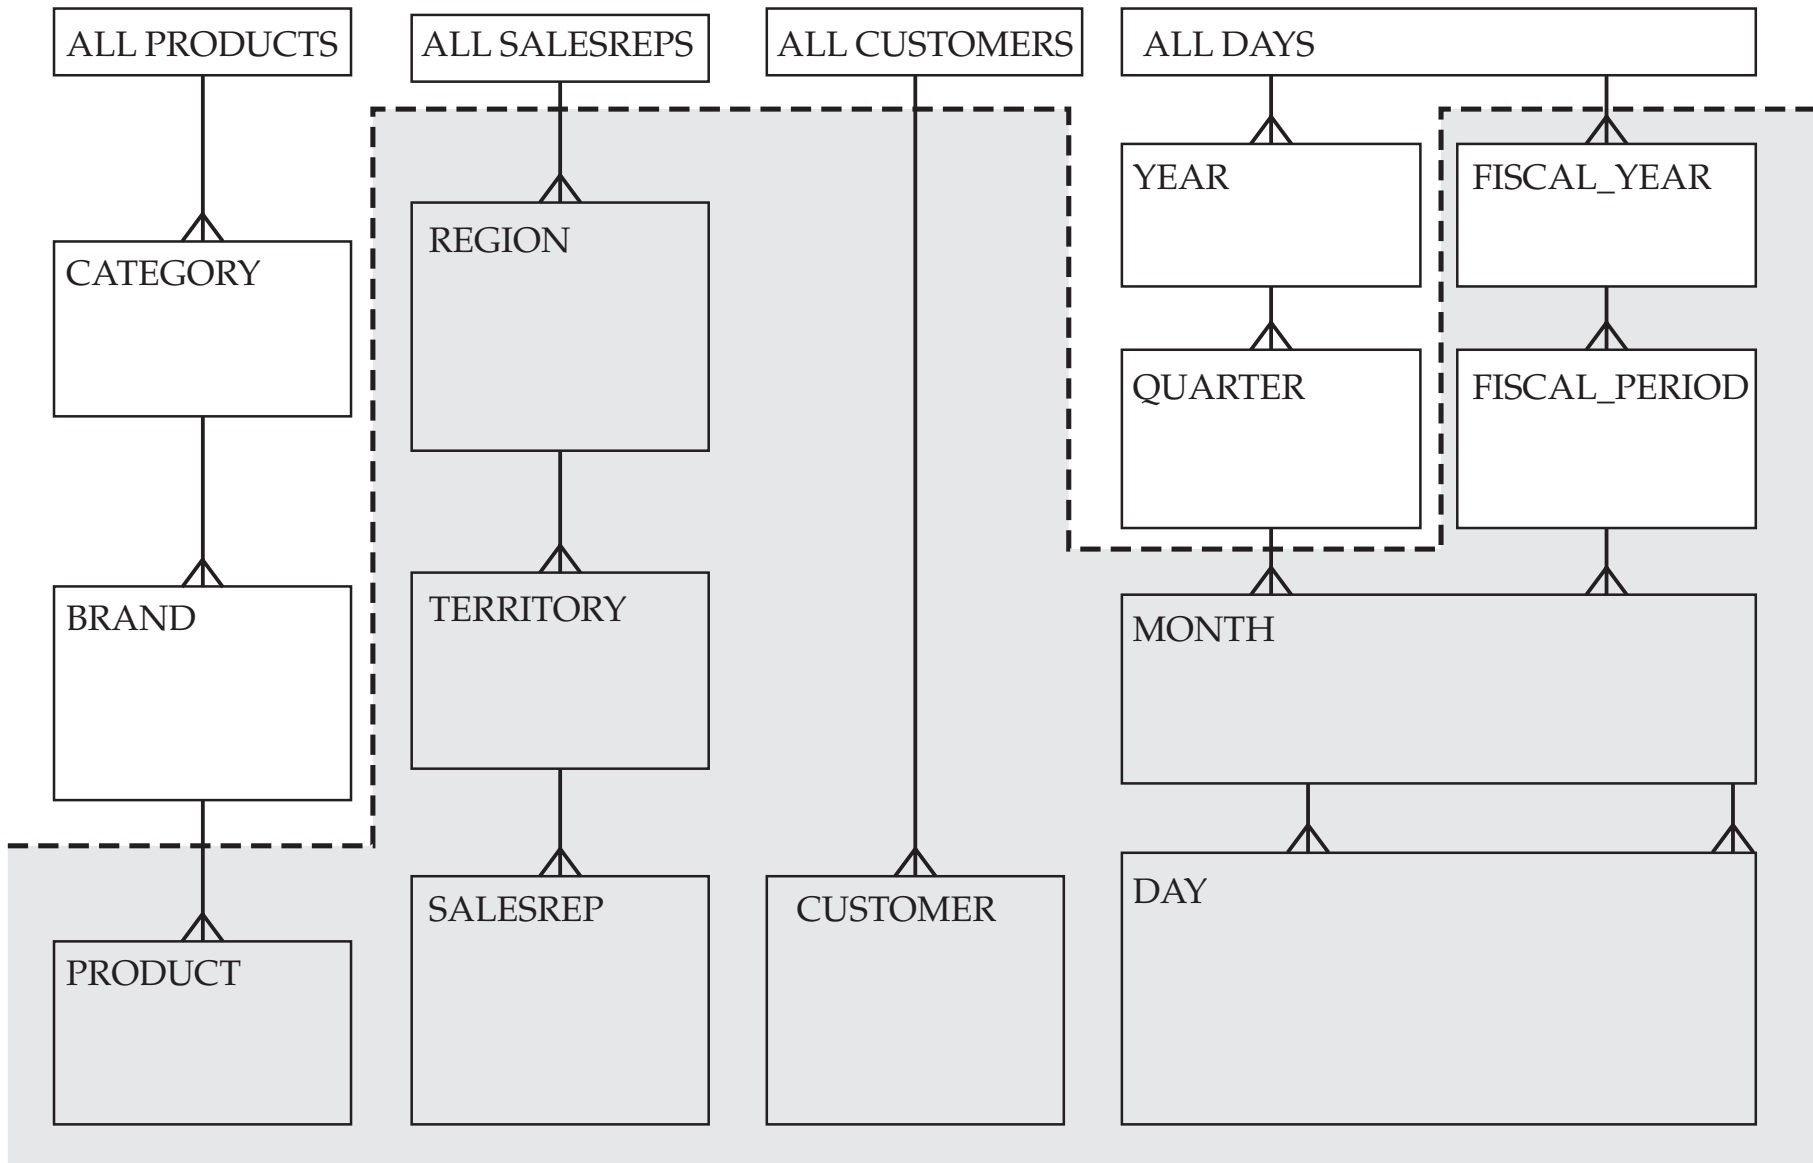 ALL PRODUCTS
ALL SALESREPS
ALL CUSTOMERS
ALL DAYS
YEAR
FISCAL_YEAR
REGION
CATEGORY
QUARTER
FISCAL_PERIOD
BRAND
TERRITORY
MONTH
DAY
SALESREP
CUSTOMER
PRODUCT